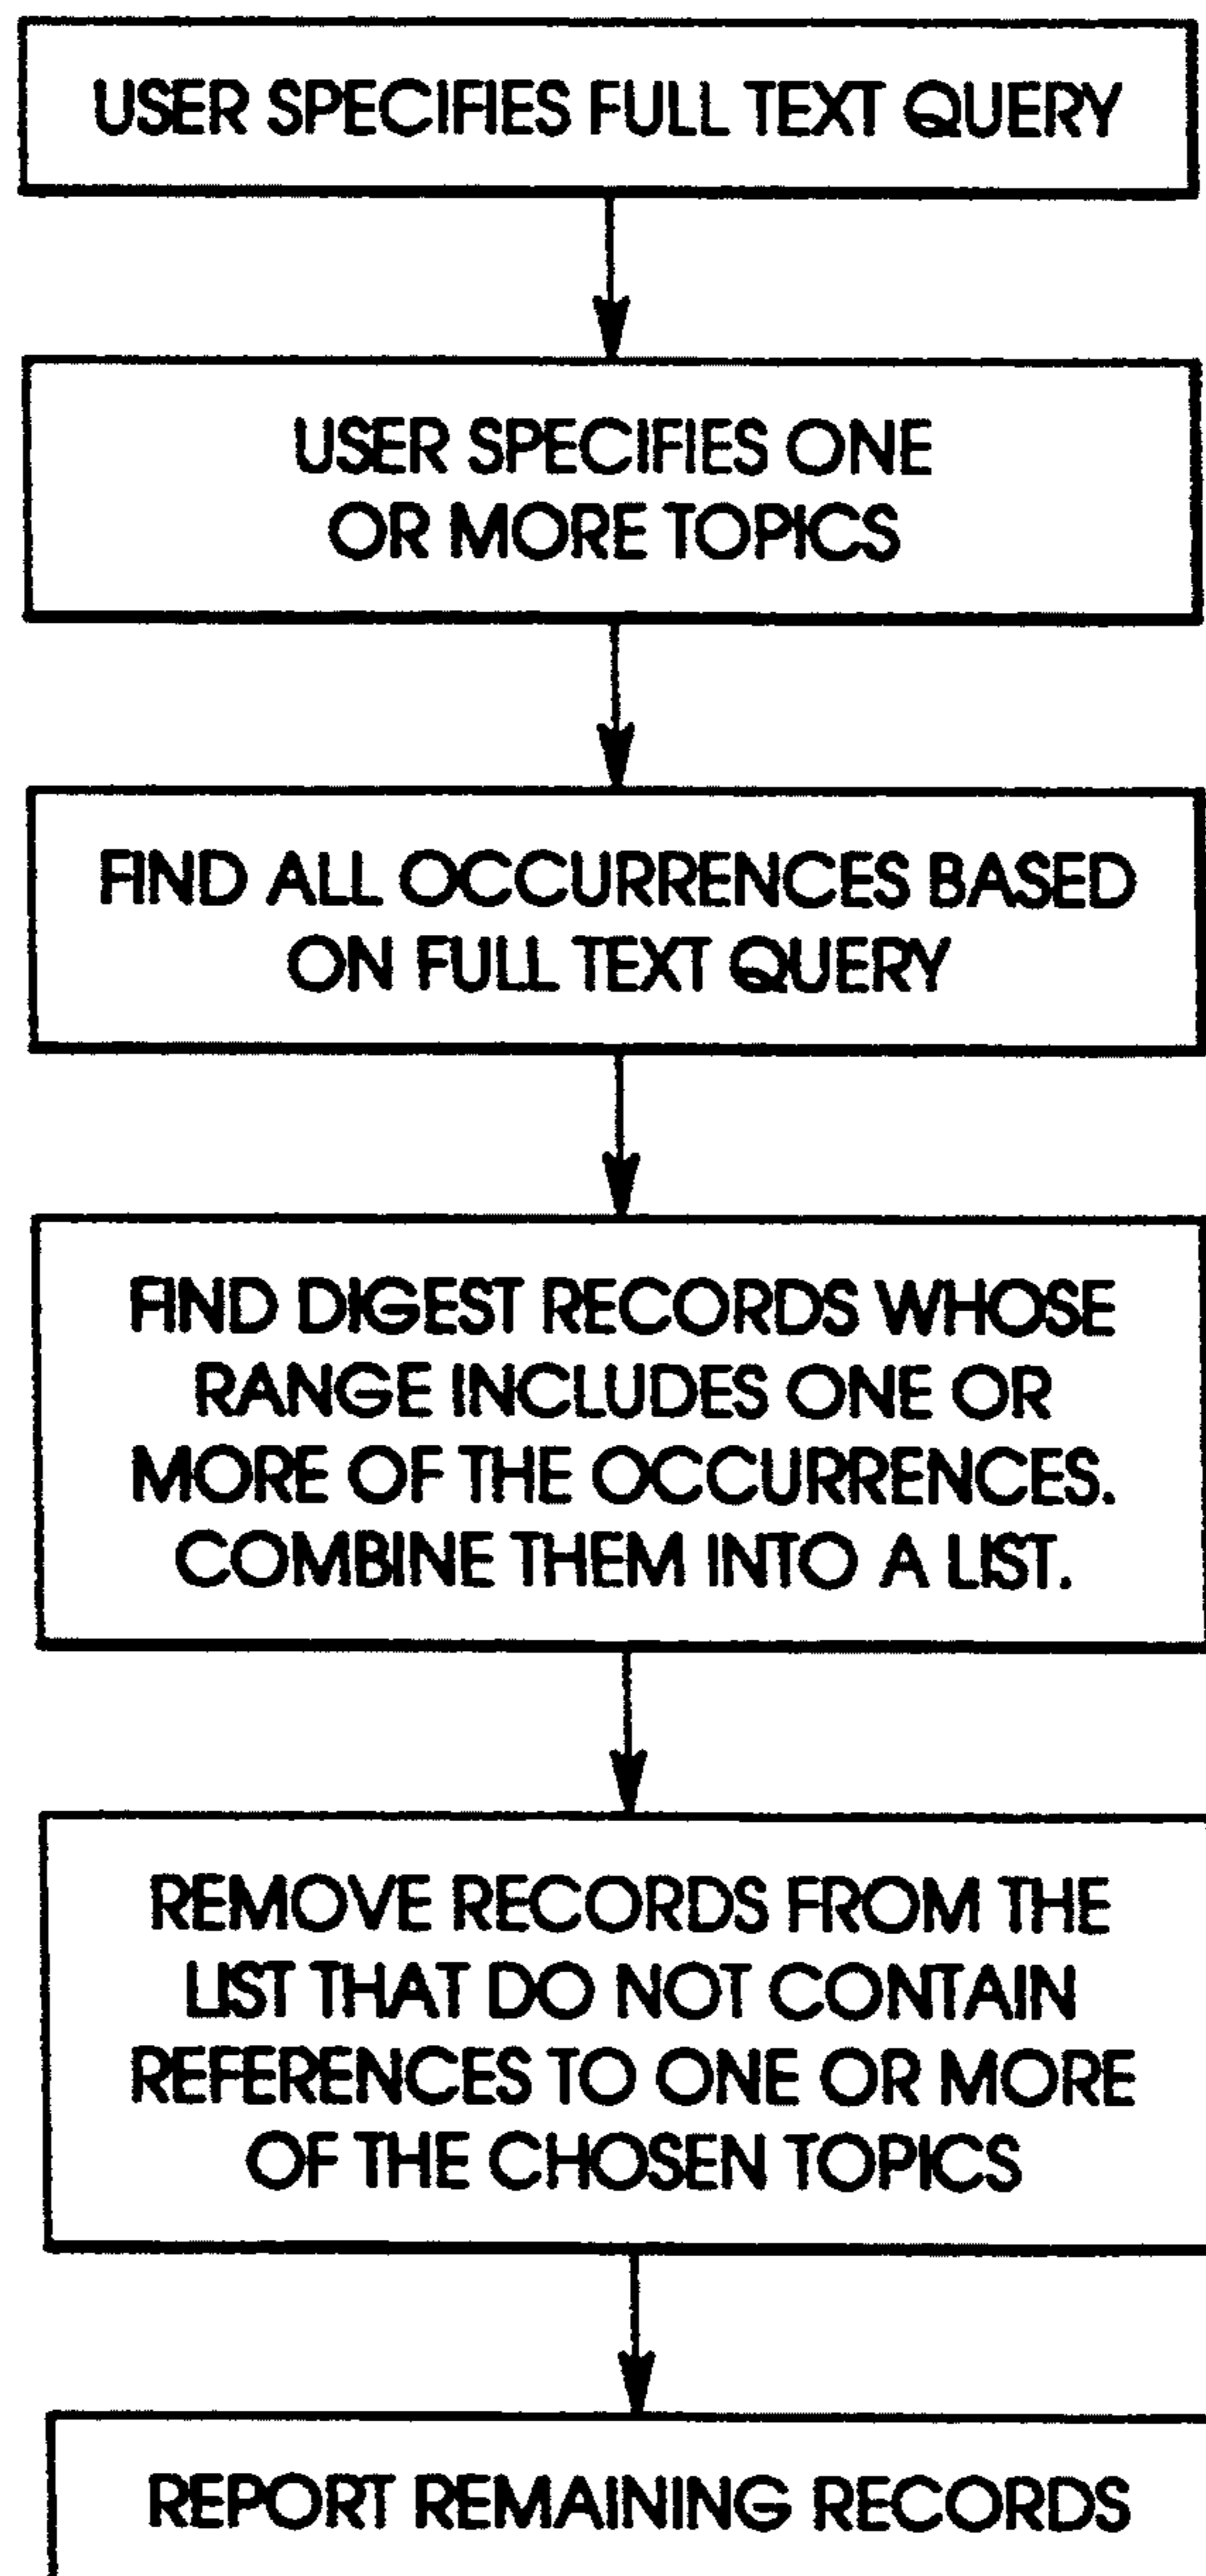 USER SPECIFIES FULL TEXT QUERY
USER SPECIFIES ONE
OR MORE TOPICS
FIND ALL OCCURRENCES BASED
ON FULL TEXT QUERY
FIND DIGEST RECORDS WHOSE
RANGE INCLUDES ONE OR
MORE OF THE OCCURRENCES.
COMBINE THEM INTO A LIST.
REMOVE RECORDS FROM THE
LIST THAT DO NOT CONTAIN
REFERENCES TO ONE OR MORE
OF THE CHOSEN TOPICS
REPORT REMAINING RECORDS